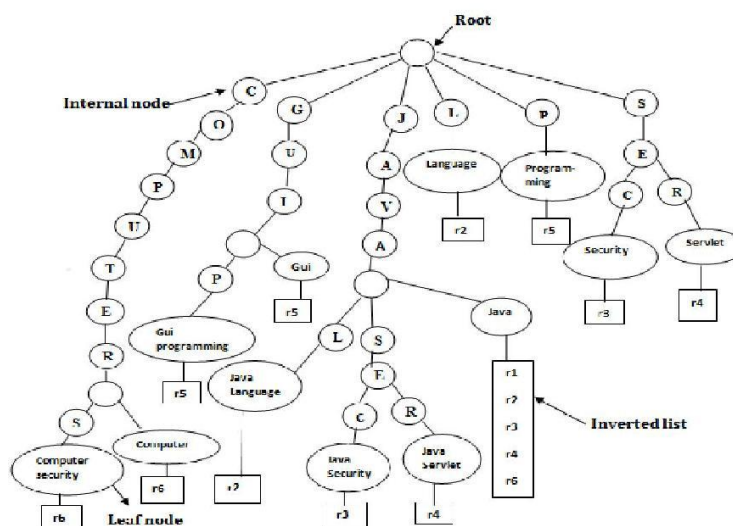 Root
Internal node
C
O
M
P
U
T
E
R
S
Computer
security
r6
Computer
r6
Leaf node
G
U
I
P
Gui
programming
r5
Gui
r5
J
A
V
A
L
Java
Language
r2
S
E
C
Java
Security
r3
R
Java
Servlet
r4
Java
r1
r2
r3
r4
r6
Inverted list
L
Language
r2
P
Program-
ming
r5
S
E
C
Security
r3
R
Servlet
r4